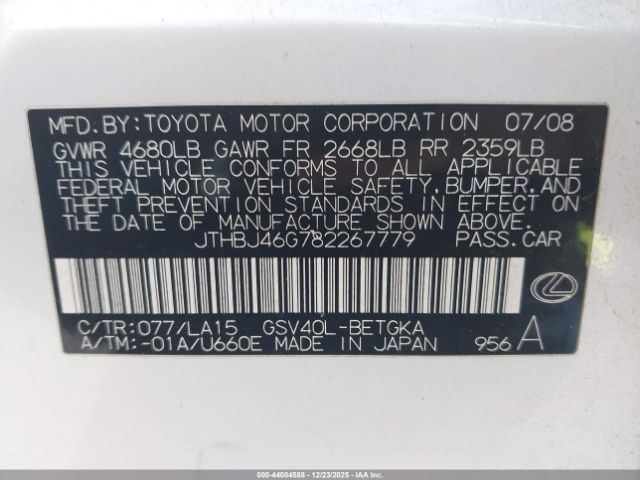 MFD. BY: TOYOTA MOTOR CORPORATION 07/08
GVWR 4680LB GAWR FR 2668LB RR 2359LB
THIS VEHICLE CONFORMS TO ALL APPLICABLE
FEDERAL MOTOR VEHICLE SAFETY, BUMPER, AND
THEFT PREVENTION STANDARDS IN EFFECT ON
THE DATE OF MANUFACTURE SHOWN ABOVE.
JTHBJ46G782267779 PASS. CAR
C/TR: 077/LA15 GSV40L-BETGKA
A/TM: -01A/U660E MADE IN JAPAN 956 A
000-44004588 - 12/23/2025 - IAAI.COM